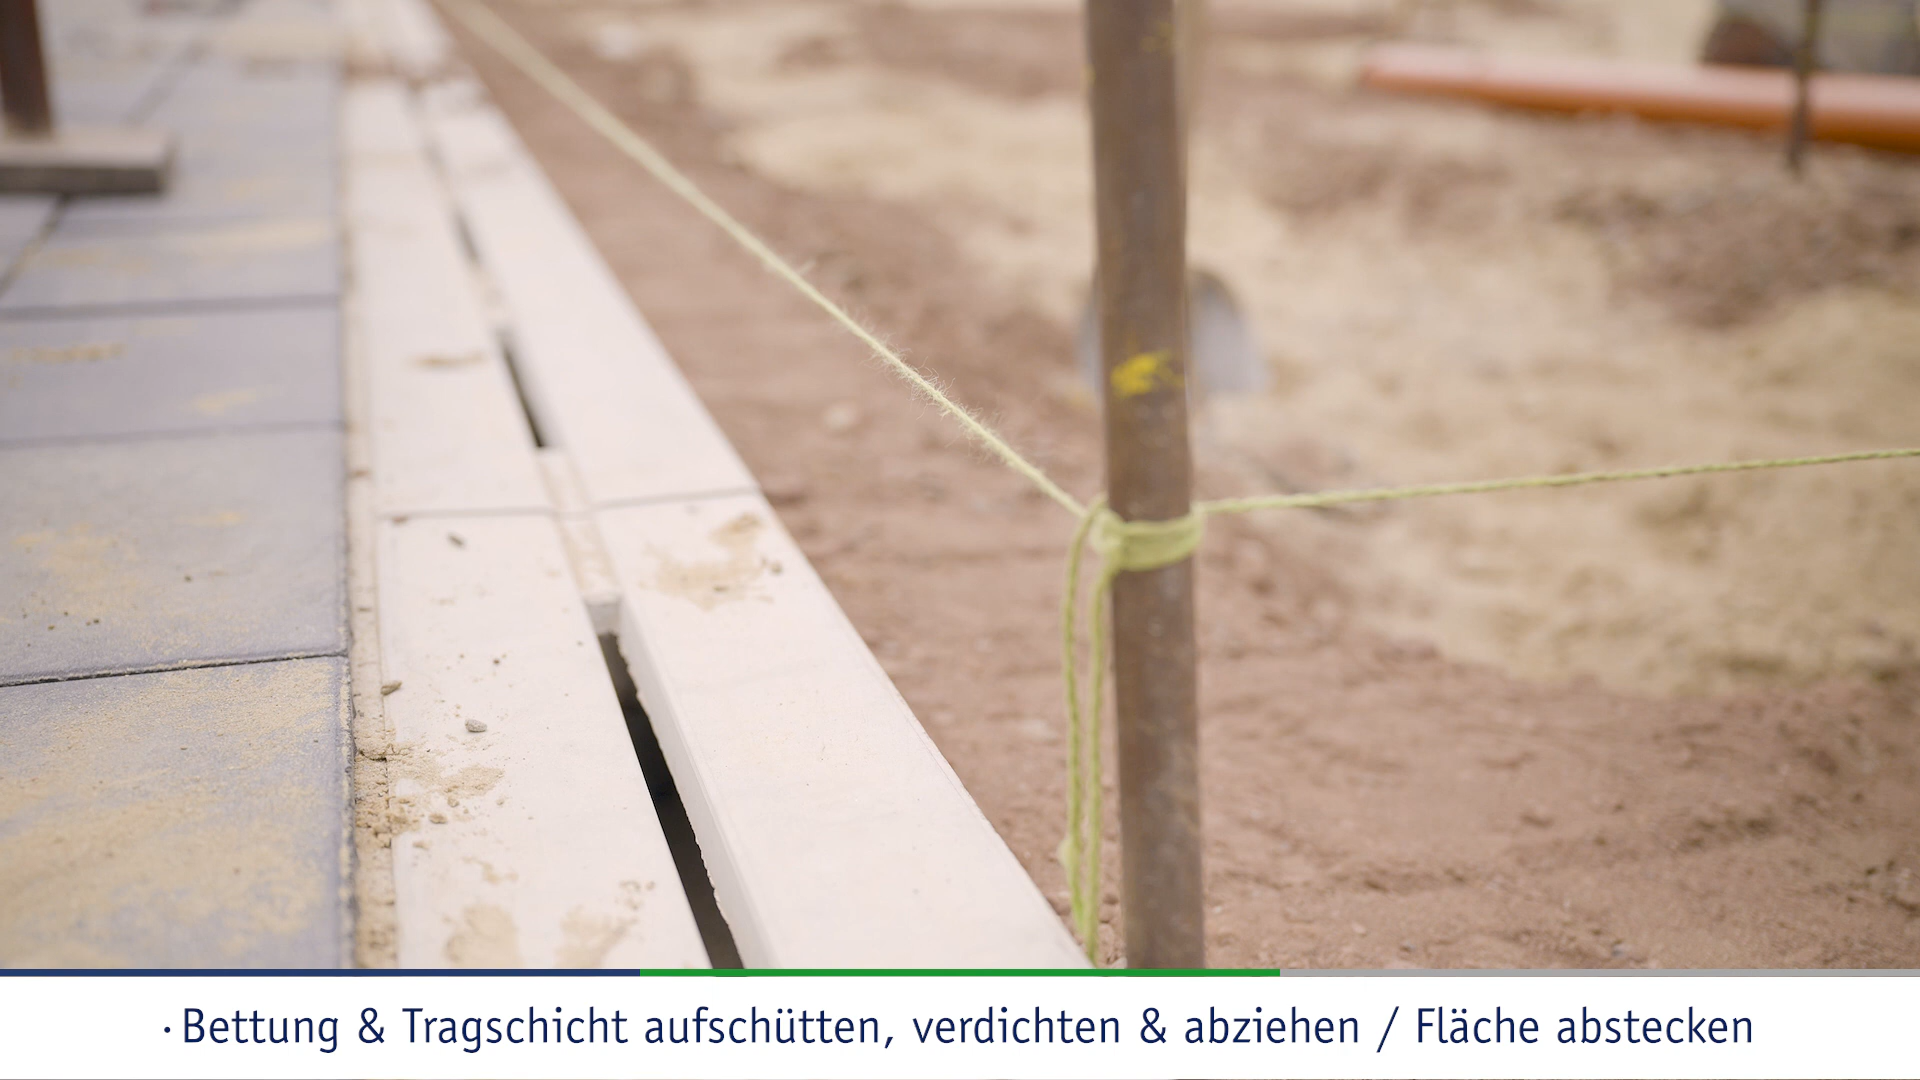 · Bettung & Tragschicht aufschütten, verdichten & abziehen / Fläche abstecken